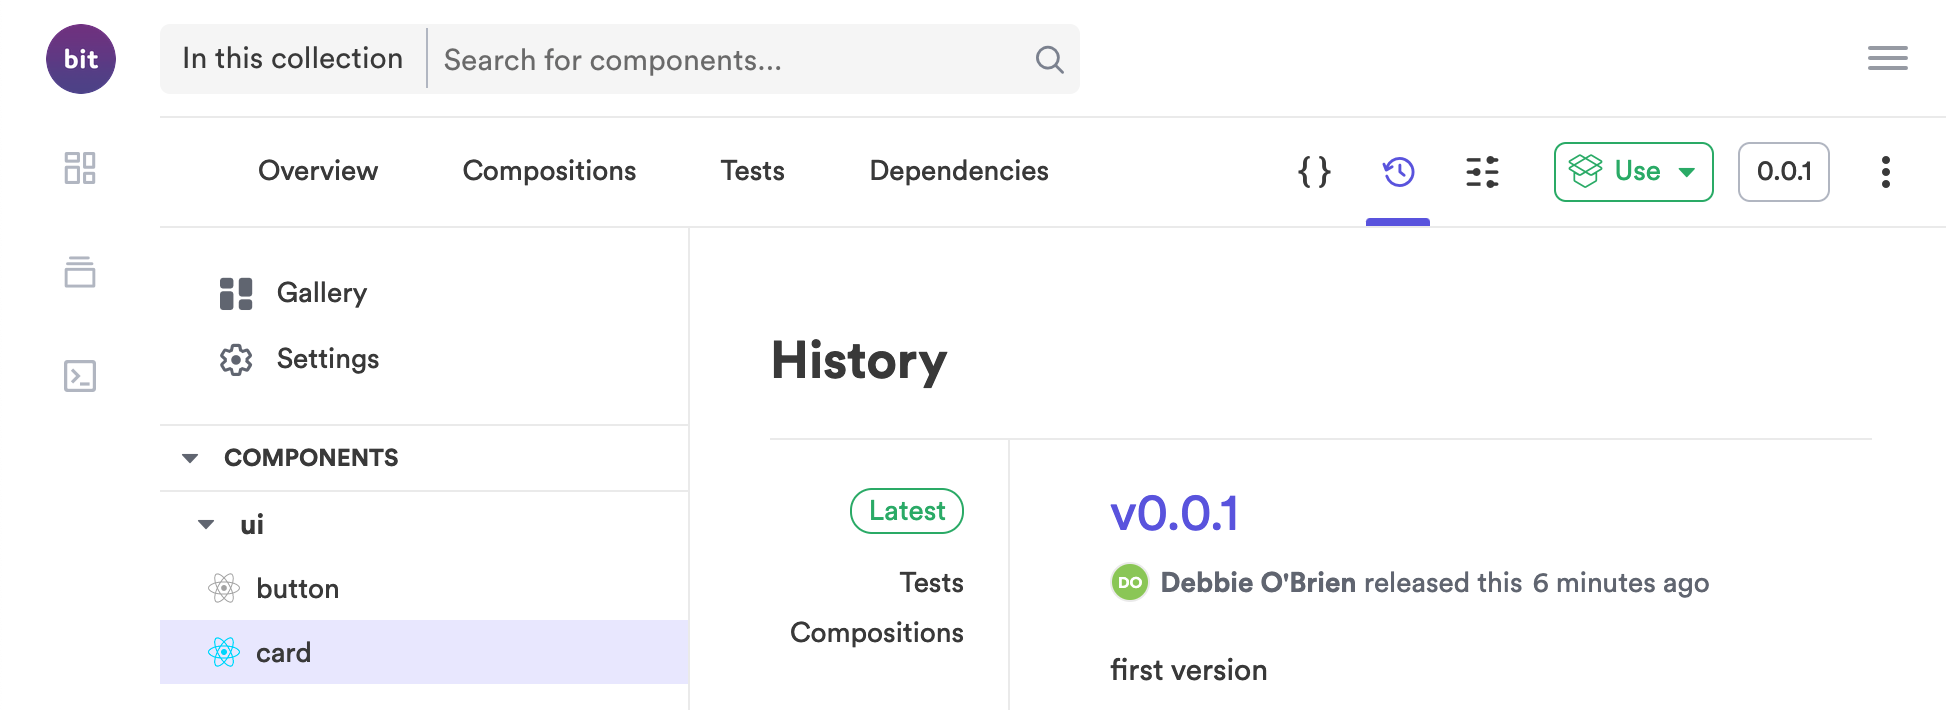 bit
In this collection
Search for components...
Overview
Compositions
Tests
Dependencies
{}
Use
0.0.1
Gallery
Settings
COMPONENTS
ui
button
card
History
Latest
Tests
Compositions
v0.0.1
DO Debbie O'Brien released this 6 minutes ago
first version